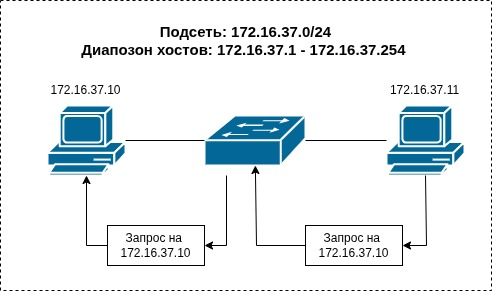 Подсеть: 172.16.37.0/24
Диапозон хостов: 172.16.37.1 - 172.16.37.254
172.16.37.10
172.16.37.11
Запрос на
172.16.37.10
Запрос на
172.16.37.10